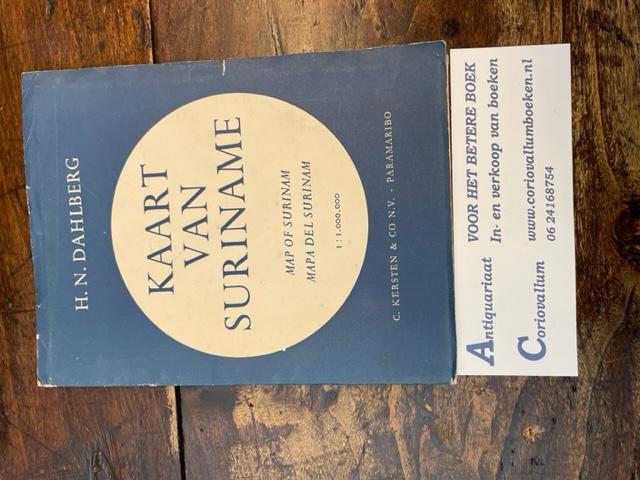 H. N. DAHLBERG
KAART
VAN
SURINAME
MAP OF SURINAM
MAPA DEL SURINAM
1 : 1.000.000
C. KERSTEN & CO N.V. - PARAMARIBO
Antiquariaat
Coriovallum
VOOR HET BETERE BOEK
In- en verkoop van boeken
www.coriovallumboeken.nl
06 24168754